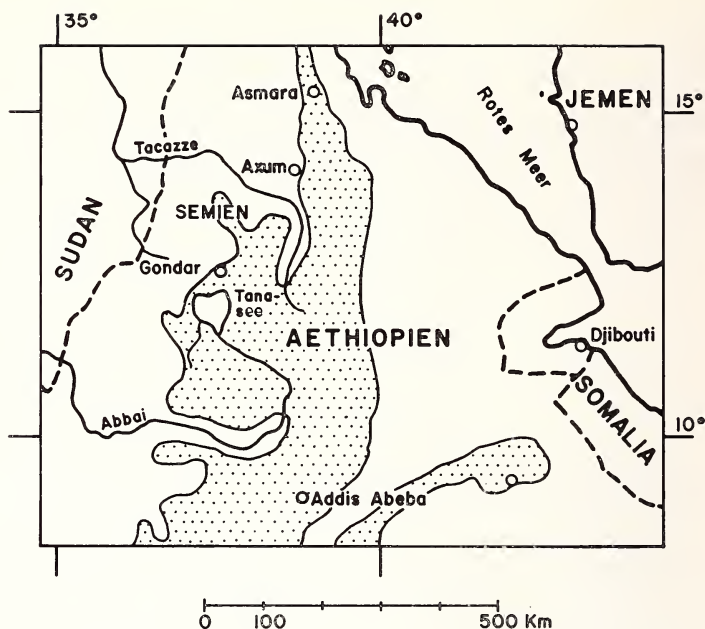 35°
40°
Asmara
JEMEN
15°
Rotes Meer
Tacazze
Axum
SEMIEN
SUDAN
Gondar
Tana-
see
AETHIOPIEN
Djibouti
SOMALIA
Abbai
10°
Addis Abeba
0 100 500 Km